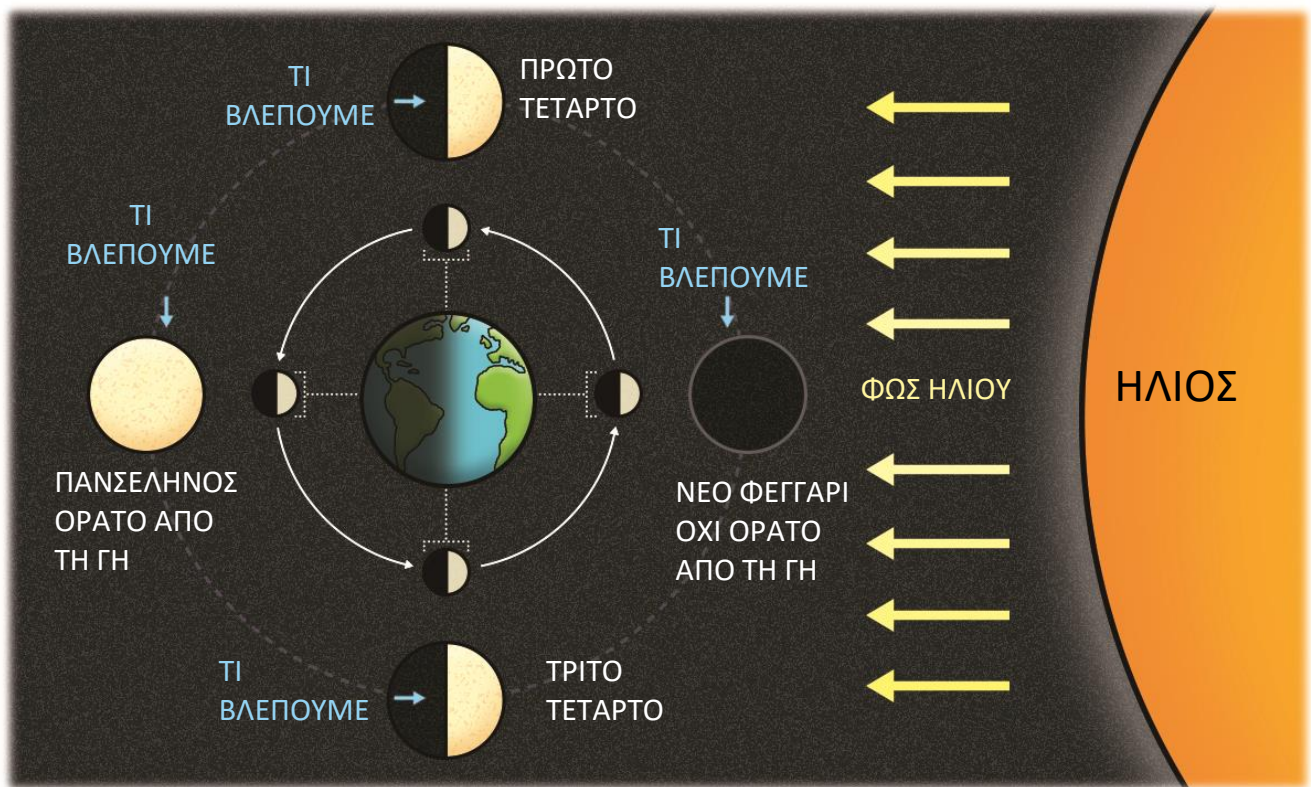 ΤΙ
ΒΛΕΠΟΥΜΕ
ΠΡΩΤΟ
ΤΕΤΑΡΤΟ
ΤΙ
ΒΛΕΠΟΥΜΕ
ΤΙ
ΒΛΕΠΟΥΜΕ
ΦΩΣ ΗΛΙΟΥ
ΗΛΙΟΣ
ΠΑΝΣΕΛΗΝΟΣ
ΟΡΑΤΟ ΑΠΟ
ΤΗ ΓΗ
ΝΕΟ ΦΕΓΓΑΡΙ
ΟΧΙ ΟΡΑΤΟ
ΑΠΟ ΤΗ ΓΗ
ΤΙ
ΒΛΕΠΟΥΜΕ
ΤΡΙΤΟ
ΤΕΤΑΡΤΟ